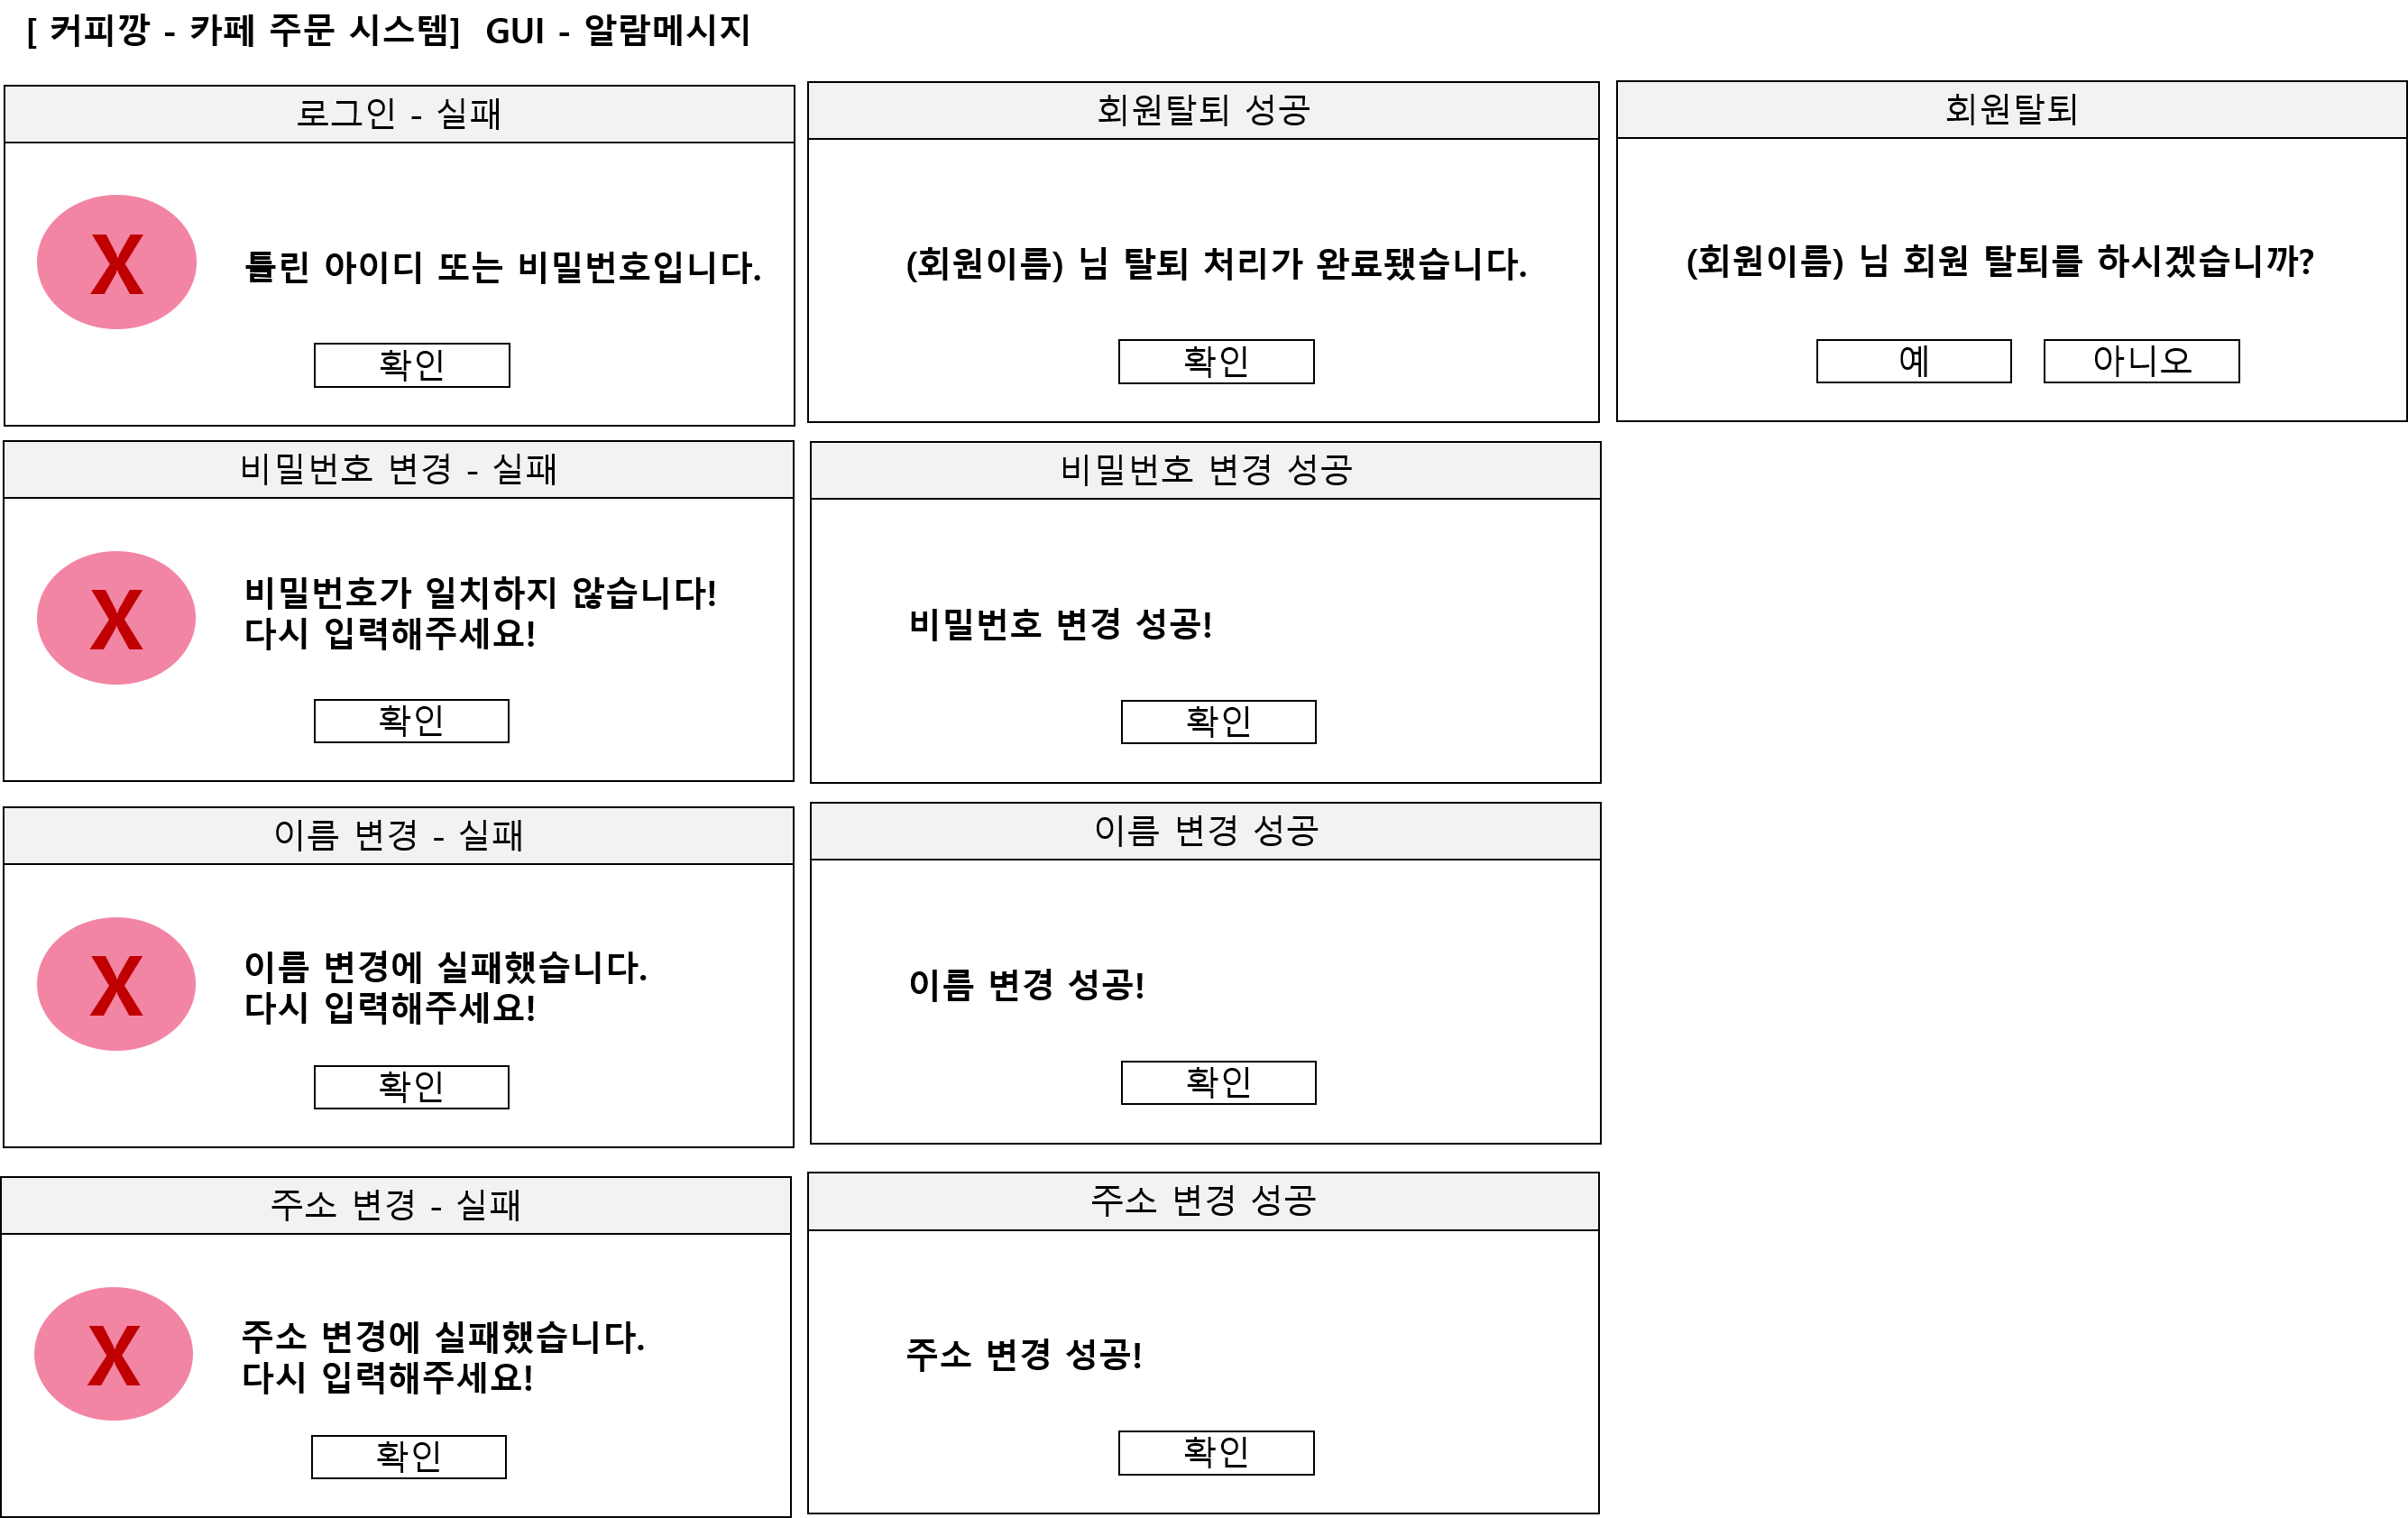 [ 커피깡 - 카페 주문 시스템]  GUI - 알람메시지
로그인 - 실패
X
틀린 아이디 또는 비밀번호입니다.
확인
회원탈퇴 성공
(회원이름) 님 탈퇴 처리가 완료됐습니다.
확인
회원탈퇴
(회원이름) 님 회원 탈퇴를 하시겠습니까?
예
아니오
비밀번호 변경 - 실패
X
비밀번호가 일치하지 않습니다!
다시 입력해주세요!
확인
비밀번호 변경 성공
비밀번호 변경 성공!
확인
이름 변경 - 실패
X
이름 변경에 실패했습니다.
다시 입력해주세요!
확인
이름 변경 성공
이름 변경 성공!
확인
주소 변경 - 실패
X
주소 변경에 실패했습니다.
다시 입력해주세요!
확인
주소 변경 성공
주소 변경 성공!
확인